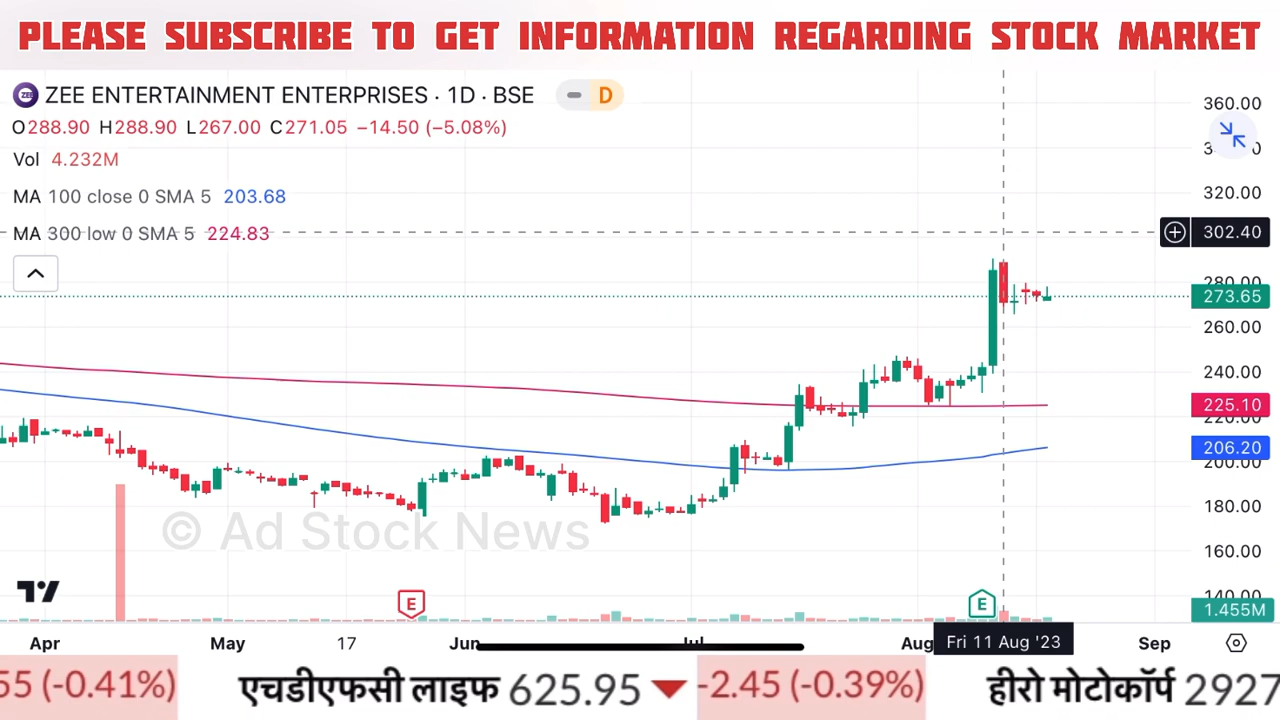 PLEASE SUBSCRIBE TO GET INFORMATION REGARDING STOCK MARKET
ZEE ENTERTAINMENT ENTERPRISES · 1D · BSE
D
O288.90 H288.90 L267.00 C271.05 −14.50 (−5.08%)
Vol 4.232M
MA 100 close 0 SMA 5 203.68
MA 300 low 0 SMA 5 224.83
360.00
320.00
302.40
280.00
273.65
260.00
240.00
225.10
220.00
206.20
200.00
180.00
160.00
140.00
1.455M
© Ad Stock News
E
E
Apr May 17 Jun Jul Aug Fri 11 Aug '23 Sep
55 (-0.41%) एचडीएफसी लाइफ 625.95 -2.45 (-0.39%) हीरो मोटोकॉर्प 2927